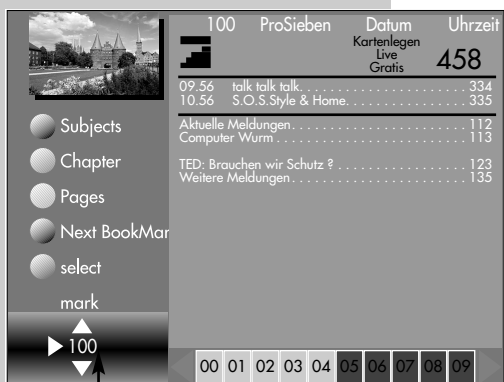 100 ProSieben Datum Uhrzeit
Kartenlegen
Live
Gratis
458
09.56 talk talk talk. . . . . . . . . . . . . . . . . . . . . . . 334
10.56 S.O.S.Style & Home. . . . . . . . . . . . . . . . 335
Aktuelle Meldungen. . . . . . . . . . . . . . . . . . . . . . . 112
Computer Wurm. . . . . . . . . . . . . . . . . . . . . . . . . . 113
TED: Brauchen wir Schutz ? . . . . . . . . . . . . . . . . . 123
Weitere Meldungen. . . . . . . . . . . . . . . . . . . . . . . 135
Subjects
Chapter
Pages
Next BookMar
select
mark
100
00 01 02 03 04 05 06 07 08 09